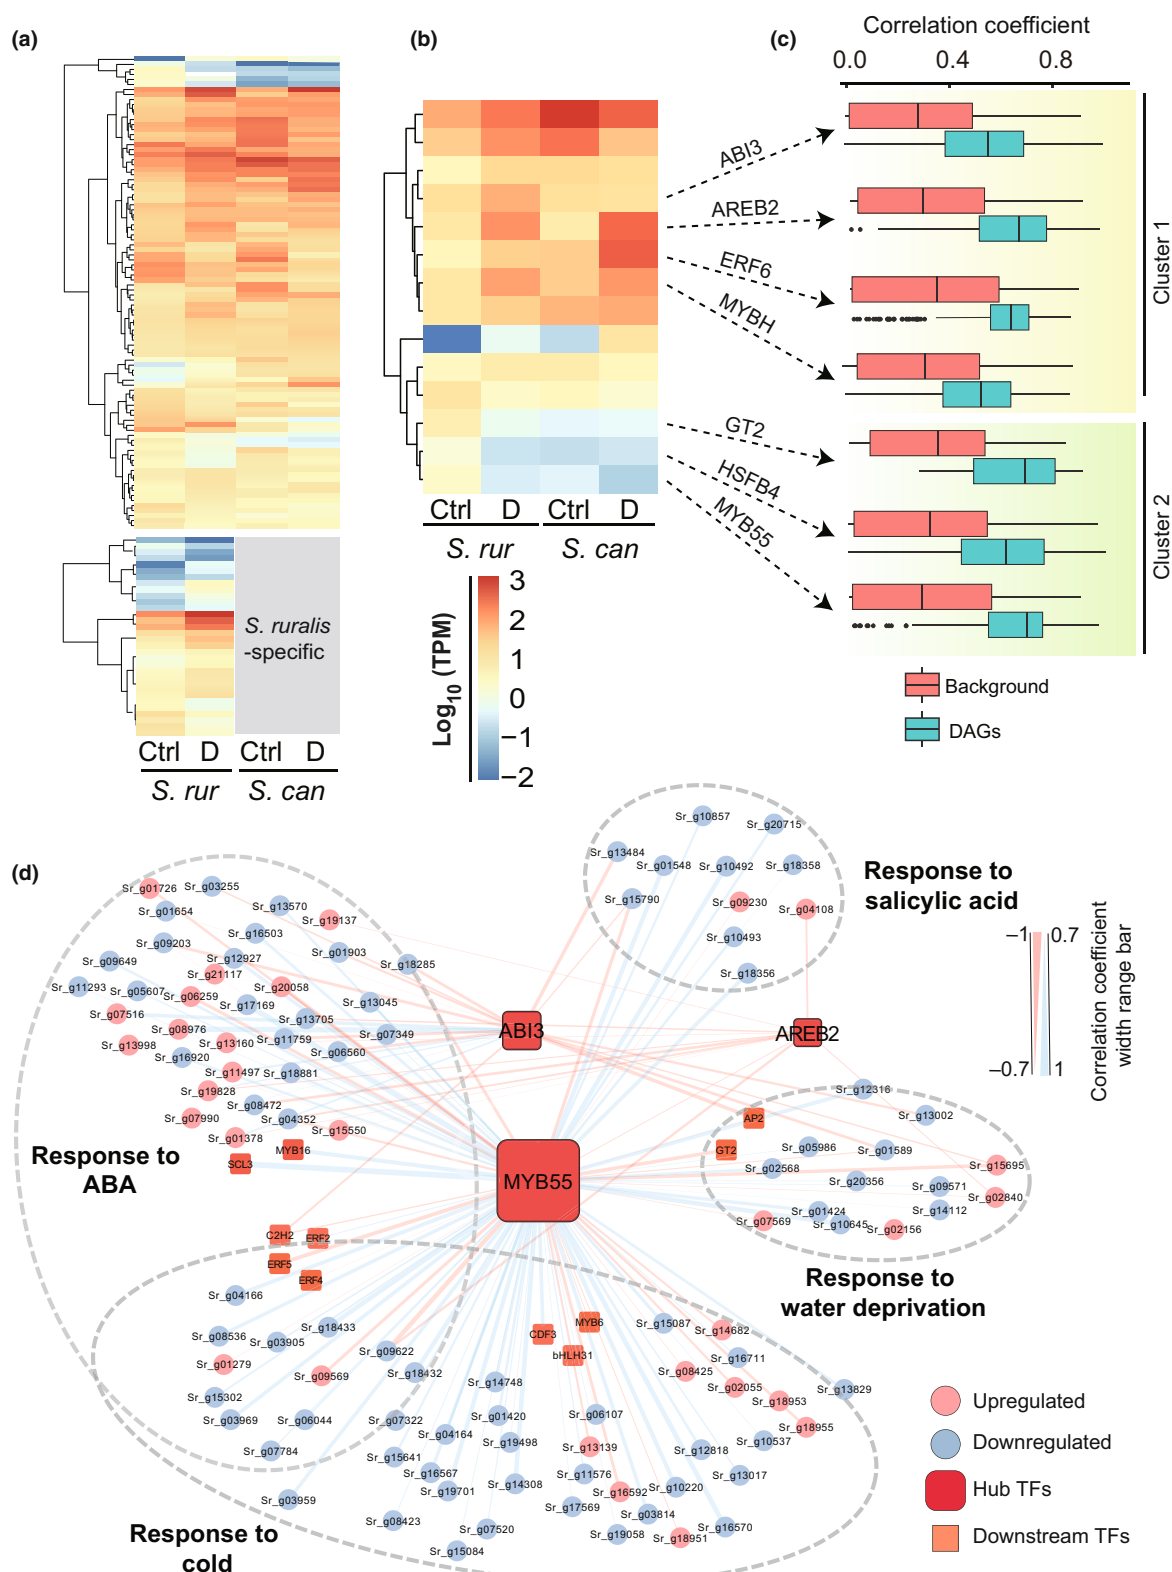 (a)
(b)
(c)
Correlation coefficient
0.0
0.4
0.8
ABI3
AREB2
ERF6
MYBH
GT2
HSFB4
MYB55
Cluster 1
Cluster 2
Ctrl
D
Ctrl
D
S. rur
S. can
Log10 (TPM)
3
2
1
0
−1
−2
S. ruralis
-specific
Ctrl
D
Ctrl
D
S. rur
S. can
Background
DAGs
(d)
Sr_g10857
Sr_g20715
Sr_g13484
Sr_g01548
Sr_g10492
Sr_g18358
Sr_g15790
Sr_g09230
Sr_g04108
Sr_g10493
Sr_g18356
Response to
salicylic acid
−1
0.7
−0.7
1
Correlation coefficient
width range bar
Sr_g01726
Sr_g03255
Sr_g01654
Sr_g13570
Sr_g19137
Sr_g16503
Sr_g09203
Sr_g01903
Sr_g12927
Sr_g18285
Sr_g09649
Sr_g21117
Sr_g11293
Sr_g05607
Sr_g06259
Sr_g20058
Sr_g17169
Sr_g13045
Sr_g07516
Sr_g13705
Sr_g08976
Sr_g11759
Sr_g07349
Sr_g13998
Sr_g13160
Sr_g06560
Sr_g16920
Sr_g11497
Sr_g18881
Sr_g19828
Sr_g08472
Sr_g07990
Sr_g04352
Sr_g15550
Sr_g01378
MYB16
SCL3
Response to
ABA
ABI3
AREB2
MYB55
Sr_g12316
Sr_g13002
AP2
GT2
Sr_g05986
Sr_g01589
Sr_g02568
Sr_g15695
Sr_g20356
Sr_g09571
Sr_g02840
Sr_g01424
Sr_g14112
Sr_g07569
Sr_g10645
Sr_g02156
Response to
water deprivation
C2H2
ERF2
ERF5
ERF4
Sr_g04166
Sr_g08536
Sr_g03905
Sr_g18433
Sr_g01279
Sr_g09622
Sr_g09569
Sr_g18432
Sr_g15302
Sr_g03969
Sr_g06044
Sr_g07784
CDF3
MYB6
bHLH31
Sr_g15087
Sr_g14682
Sr_g16711
Sr_g08425
Sr_g02055
Sr_g18953
Sr_g13829
Sr_g14748
Sr_g07322
Sr_g01420
Sr_g06107
Sr_g18955
Sr_g04164
Sr_g19498
Sr_g13139
Sr_g12818
Sr_g10537
Sr_g15641
Sr_g16567
Sr_g11576
Sr_g13017
Sr_g19701
Sr_g14308
Sr_g16592
Sr_g10220
Sr_g03959
Sr_g17569
Sr_g03814
Sr_g08423
Sr_g07520
Sr_g19058
Sr_g18951
Sr_g16570
Sr_g15084
Response to
cold
Upregulated
Downregulated
Hub TFs
Downstream TFs